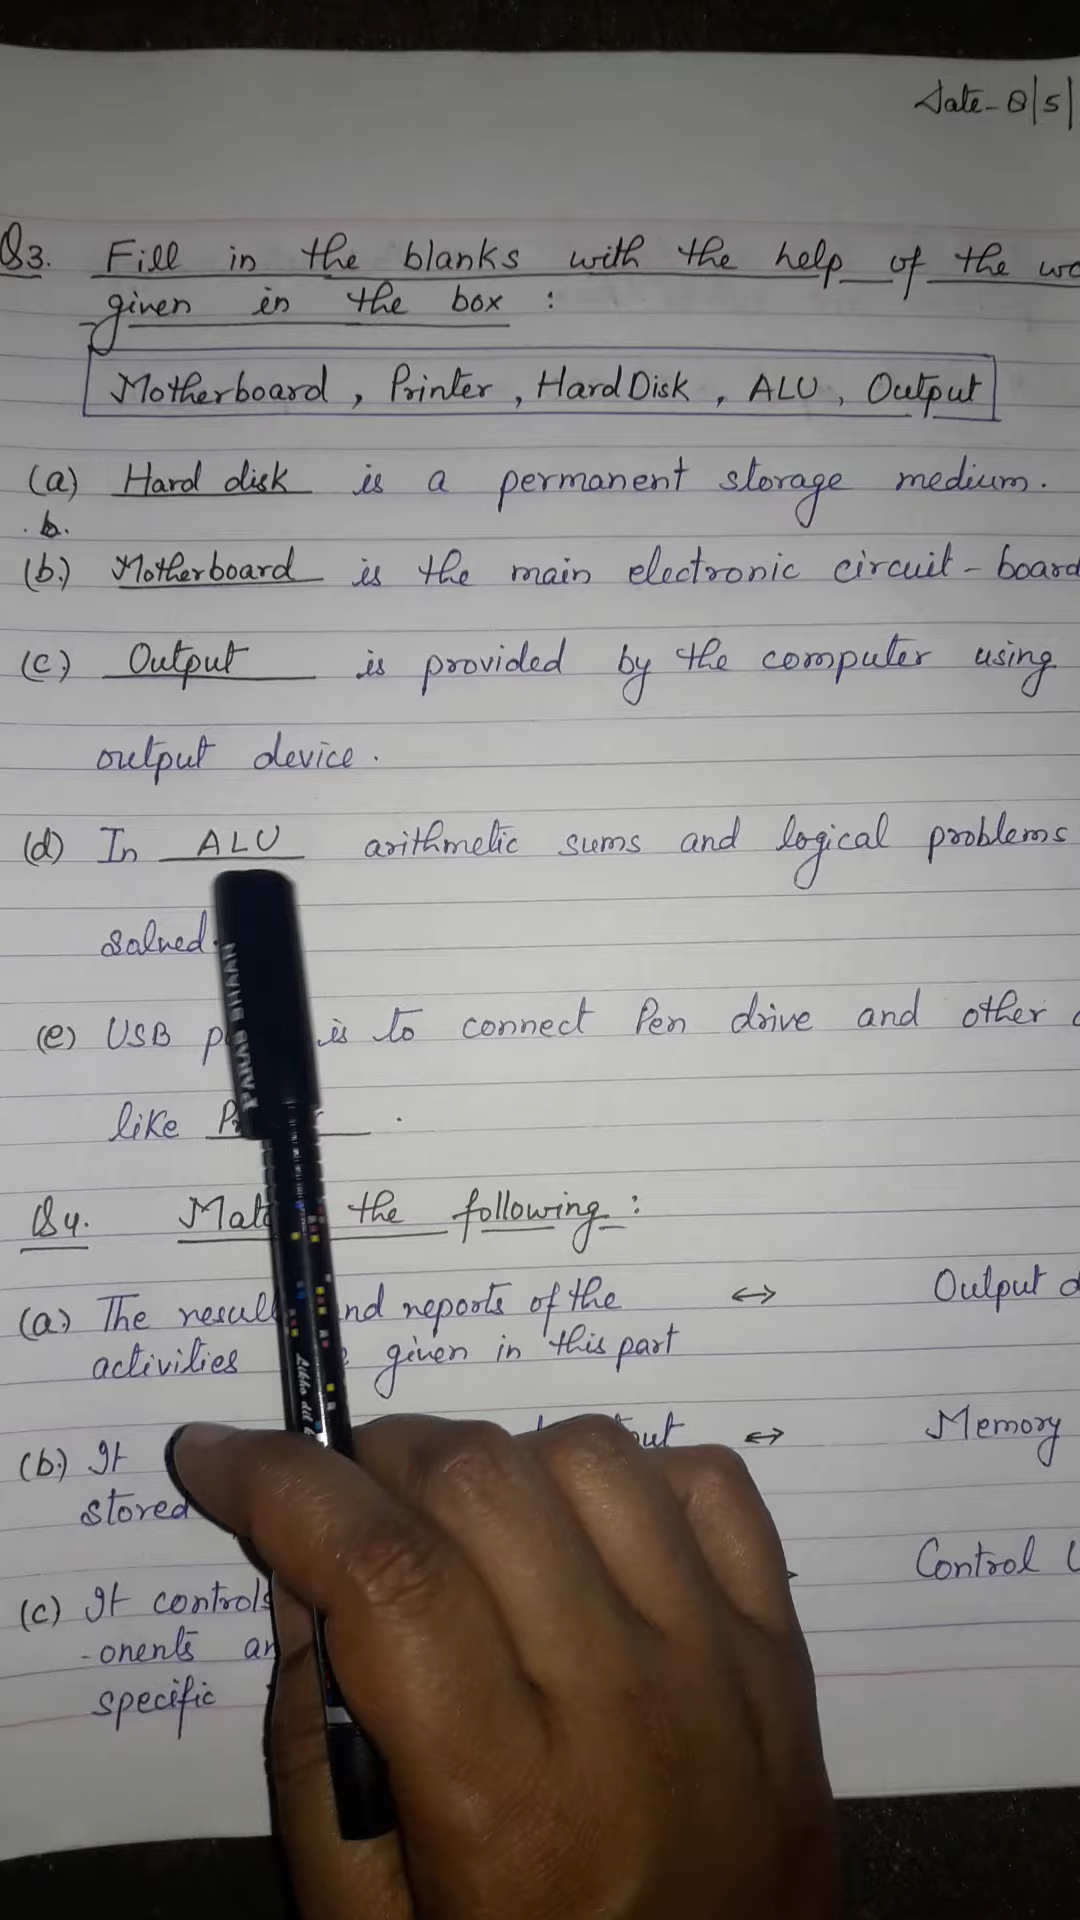 Date - 8/5/
Q3. Fill in the blanks with the help of the
given in the box :
Motherboard , Printer , Hard Disk , ALU , Output
(a) Hard disk is a permanent storage medium.
b.
(b.) Motherboard is the main electronic circuit - board
(c.) Output is provided by the computer using
output device .
(d) In ALU arithmetic sums and logical problems
solved.
(e) USB is to connect Pen drive and other
like .
Q4. the following :
(a.) The and reports of the ↔ Output
activities given in this part
(b.) It ↔ Memory
stored
(c) It controls Control
- onents
specific
PARAS BHAAN